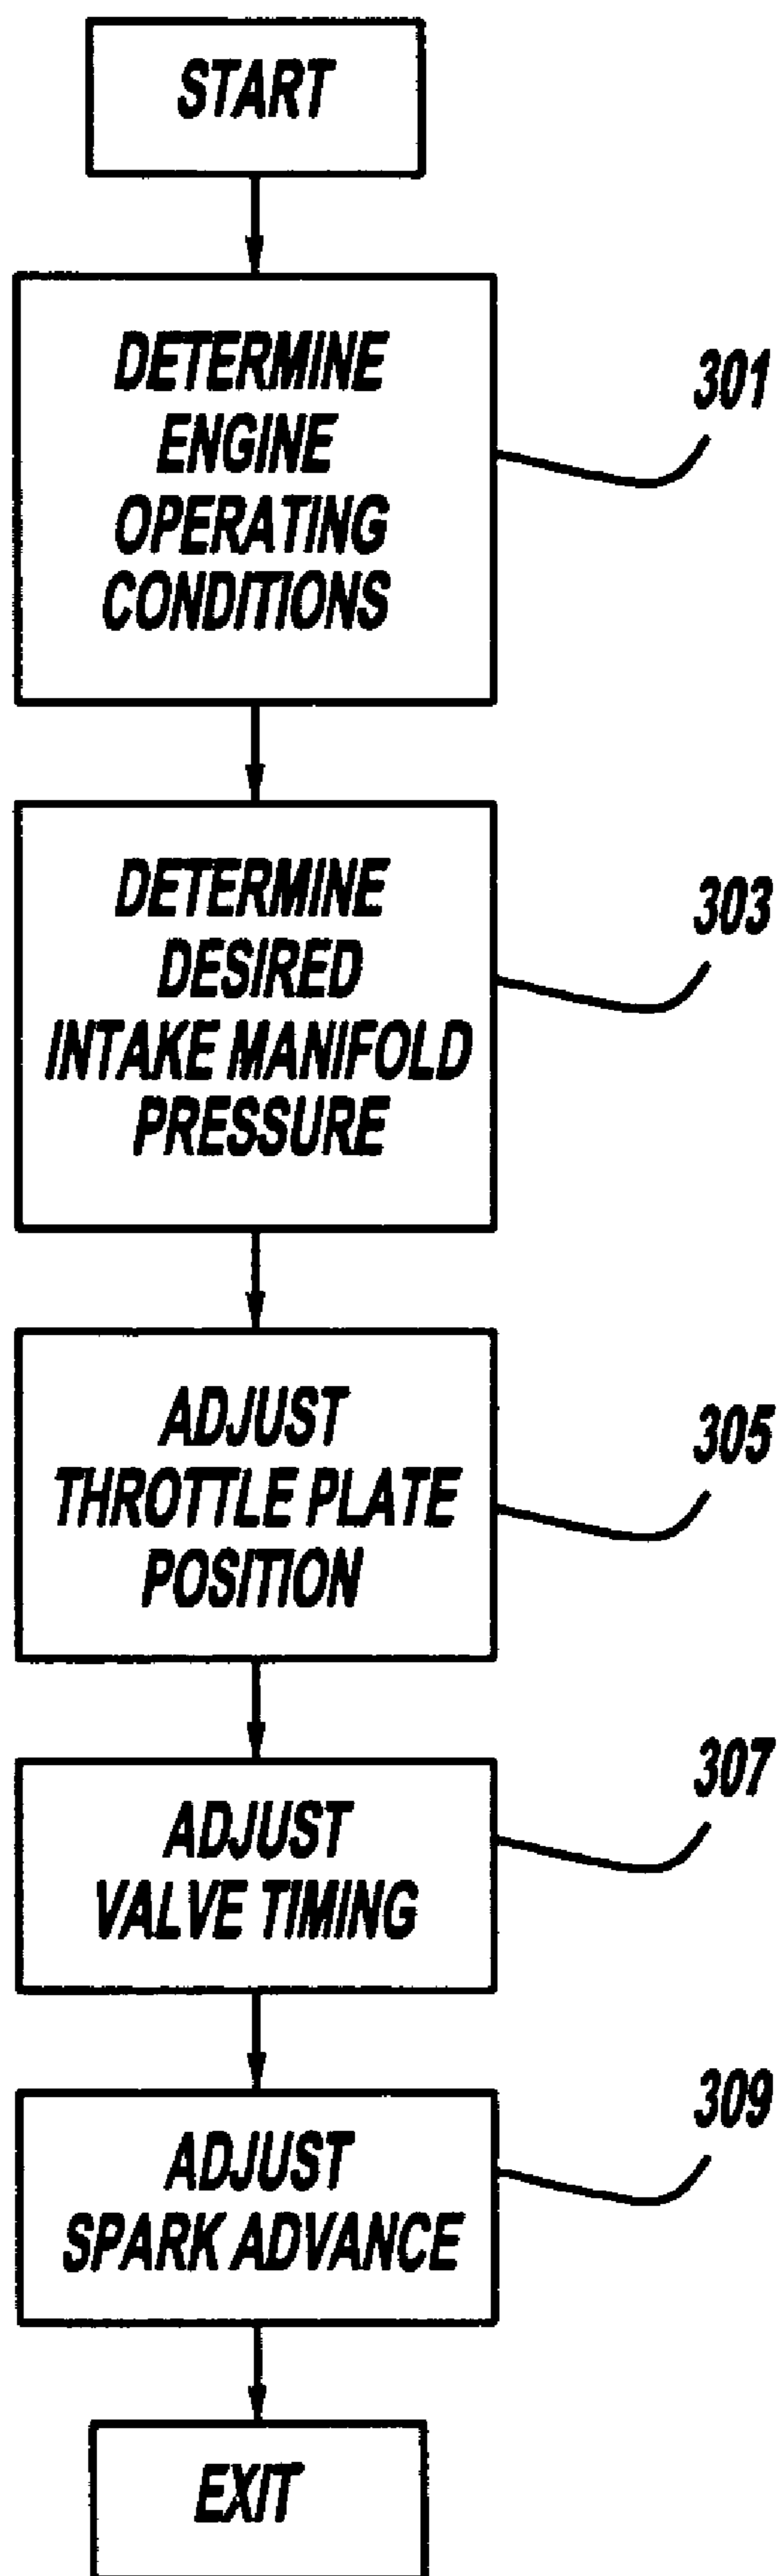 START
DETERMINE
ENGINE
OPERATING
CONDITIONS
301
DETERMINE
DESIRED
INTAKE MANIFOLD
PRESSURE
303
ADJUST
THROTTLE PLATE
POSITION
305
ADJUST
VALVE TIMING
307
ADJUST
SPARK ADVANCE
309
EXIT